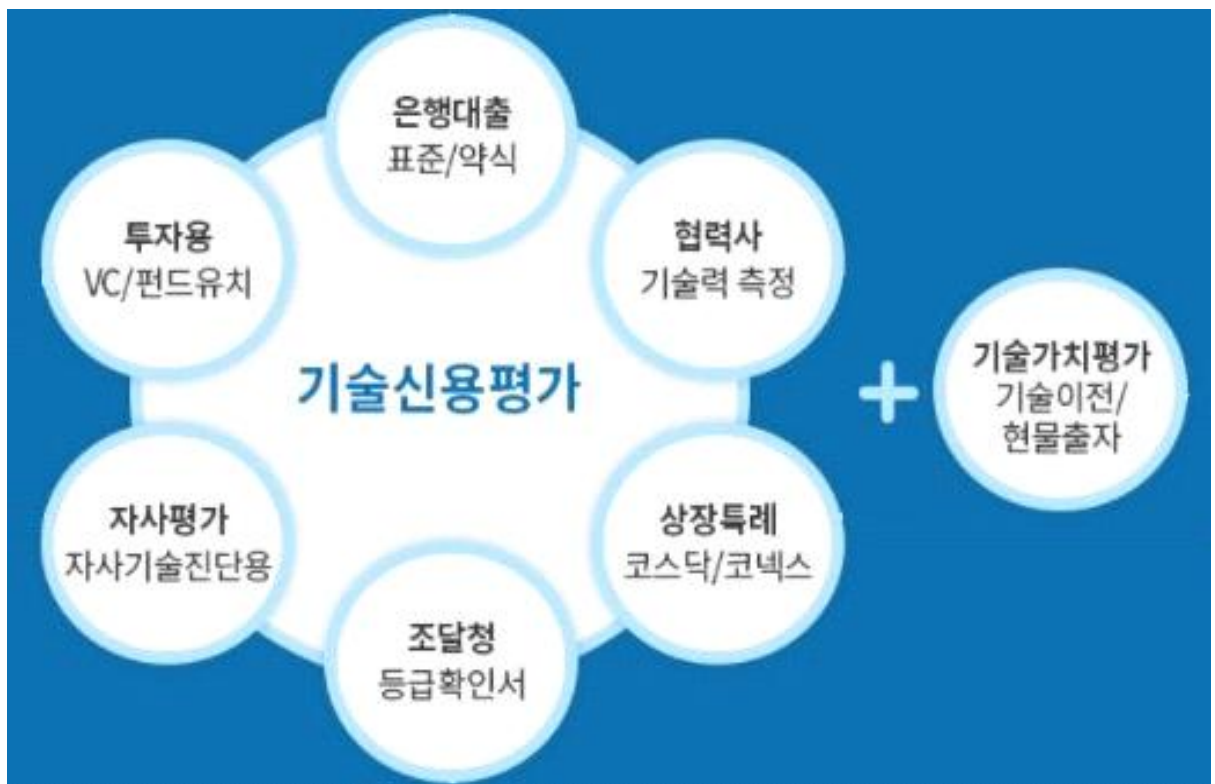 은행대출
표준/약식
투자용
VC/펀드유치
협력사
기술력 측정
기술신용평가
+
기술가치평가
기술이전/
현물출자
자사평가
자사기술진단용
상장특례
코스닥/코넥스
조달청
등급확인서